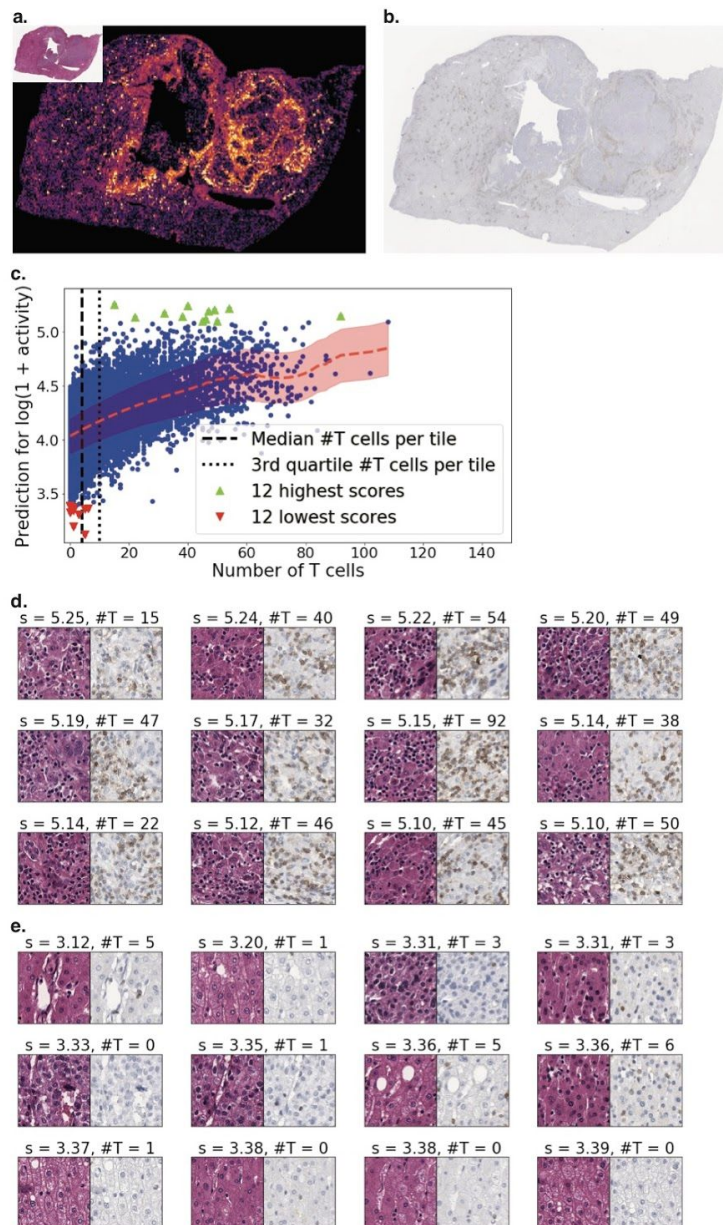 a.
b.
c.
Prediction for log(1 + activity)
5.0
4.5
4.0
3.5
Median #T cells per tile
3rd quartile #T cells per tile
12 highest scores
12 lowest scores
0 20 40 60 80 100 120 140
Number of T cells
d.
s = 5.25, #T = 15 s = 5.24, #T = 40 s = 5.22, #T = 54 s = 5.20, #T = 49
s = 5.19, #T = 47 s = 5.17, #T = 32 s = 5.15, #T = 92 s = 5.14, #T = 38
s = 5.14, #T = 22 s = 5.12, #T = 46 s = 5.10, #T = 45 s = 5.10, #T = 50
e.
s = 3.12, #T = 5 s = 3.20, #T = 1 s = 3.31, #T = 3 s = 3.31, #T = 3
s = 3.33, #T = 0 s = 3.35, #T = 1 s = 3.36, #T = 5 s = 3.36, #T = 6
s = 3.37, #T = 1 s = 3.38, #T = 0 s = 3.38, #T = 0 s = 3.39, #T = 0